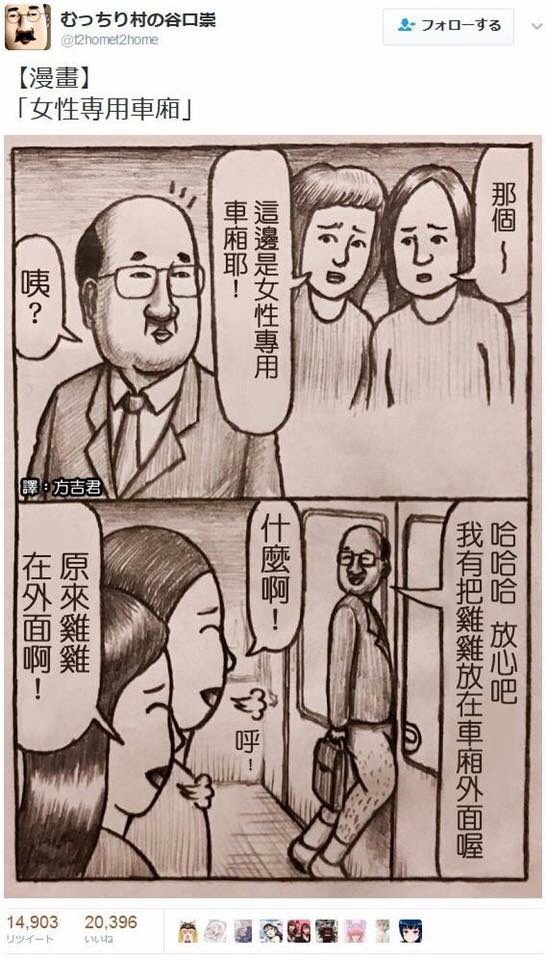 むっちり村の谷口崇
@t2homet2home
フォローする
【漫畫】
「女性専用車廂」
那個~
這邊是女性專用
車廂耶！
咦？
譯：方吉君
哈哈哈 放心吧
我有把雞雞放在車廂外面喔
什麼啊！
呼！
原來雞雞
在外面啊！
14,903
リツイート
20,396
いいね